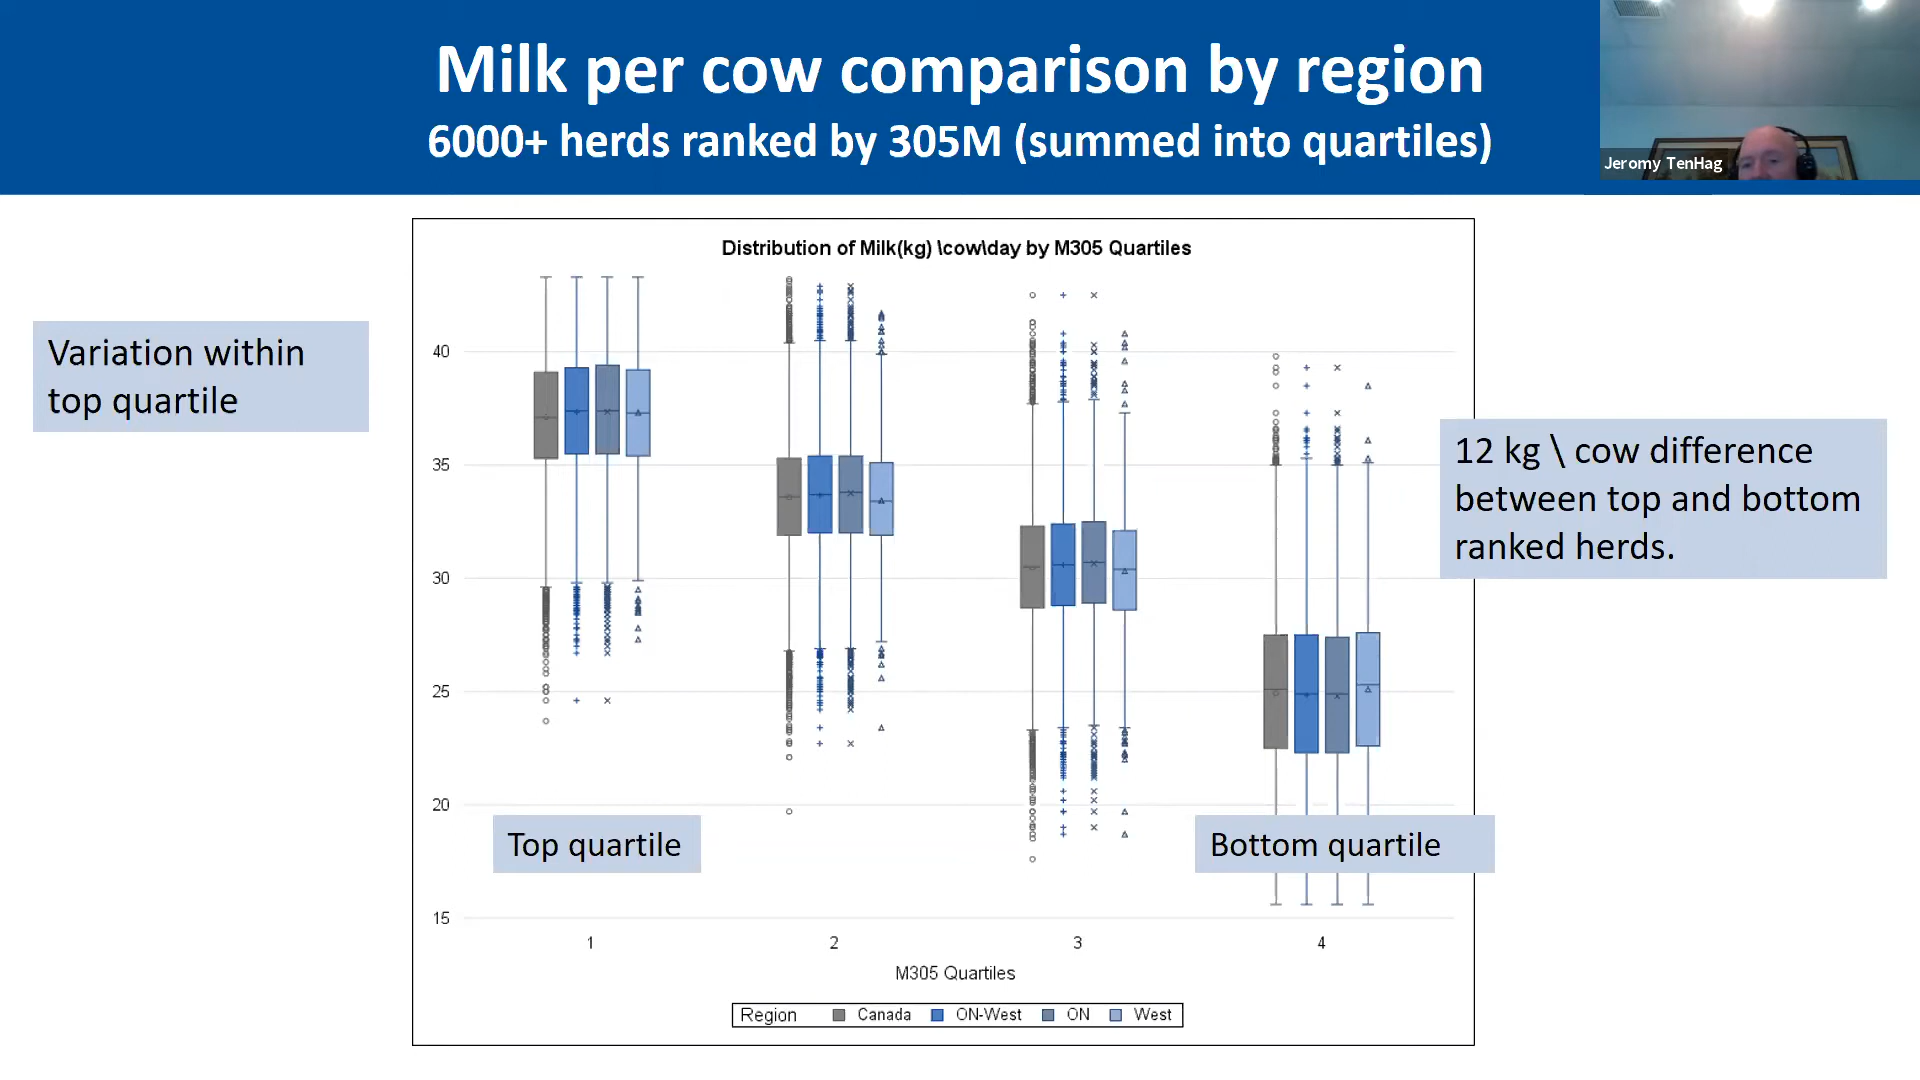 Milk per cow comparison by region
6000+ herds ranked by 305M (summed into quartiles)
Jeromy TenHag
Distribution of Milk(kg) \cow\day by M305 Quartiles
Variation within
top quartile
12 kg \ cow difference
between top and bottom
ranked herds.
40
35
30
25
20
15
Top quartile
Bottom quartile
1 2 3 4
M305 Quartiles
Region Canada ON-West ON West